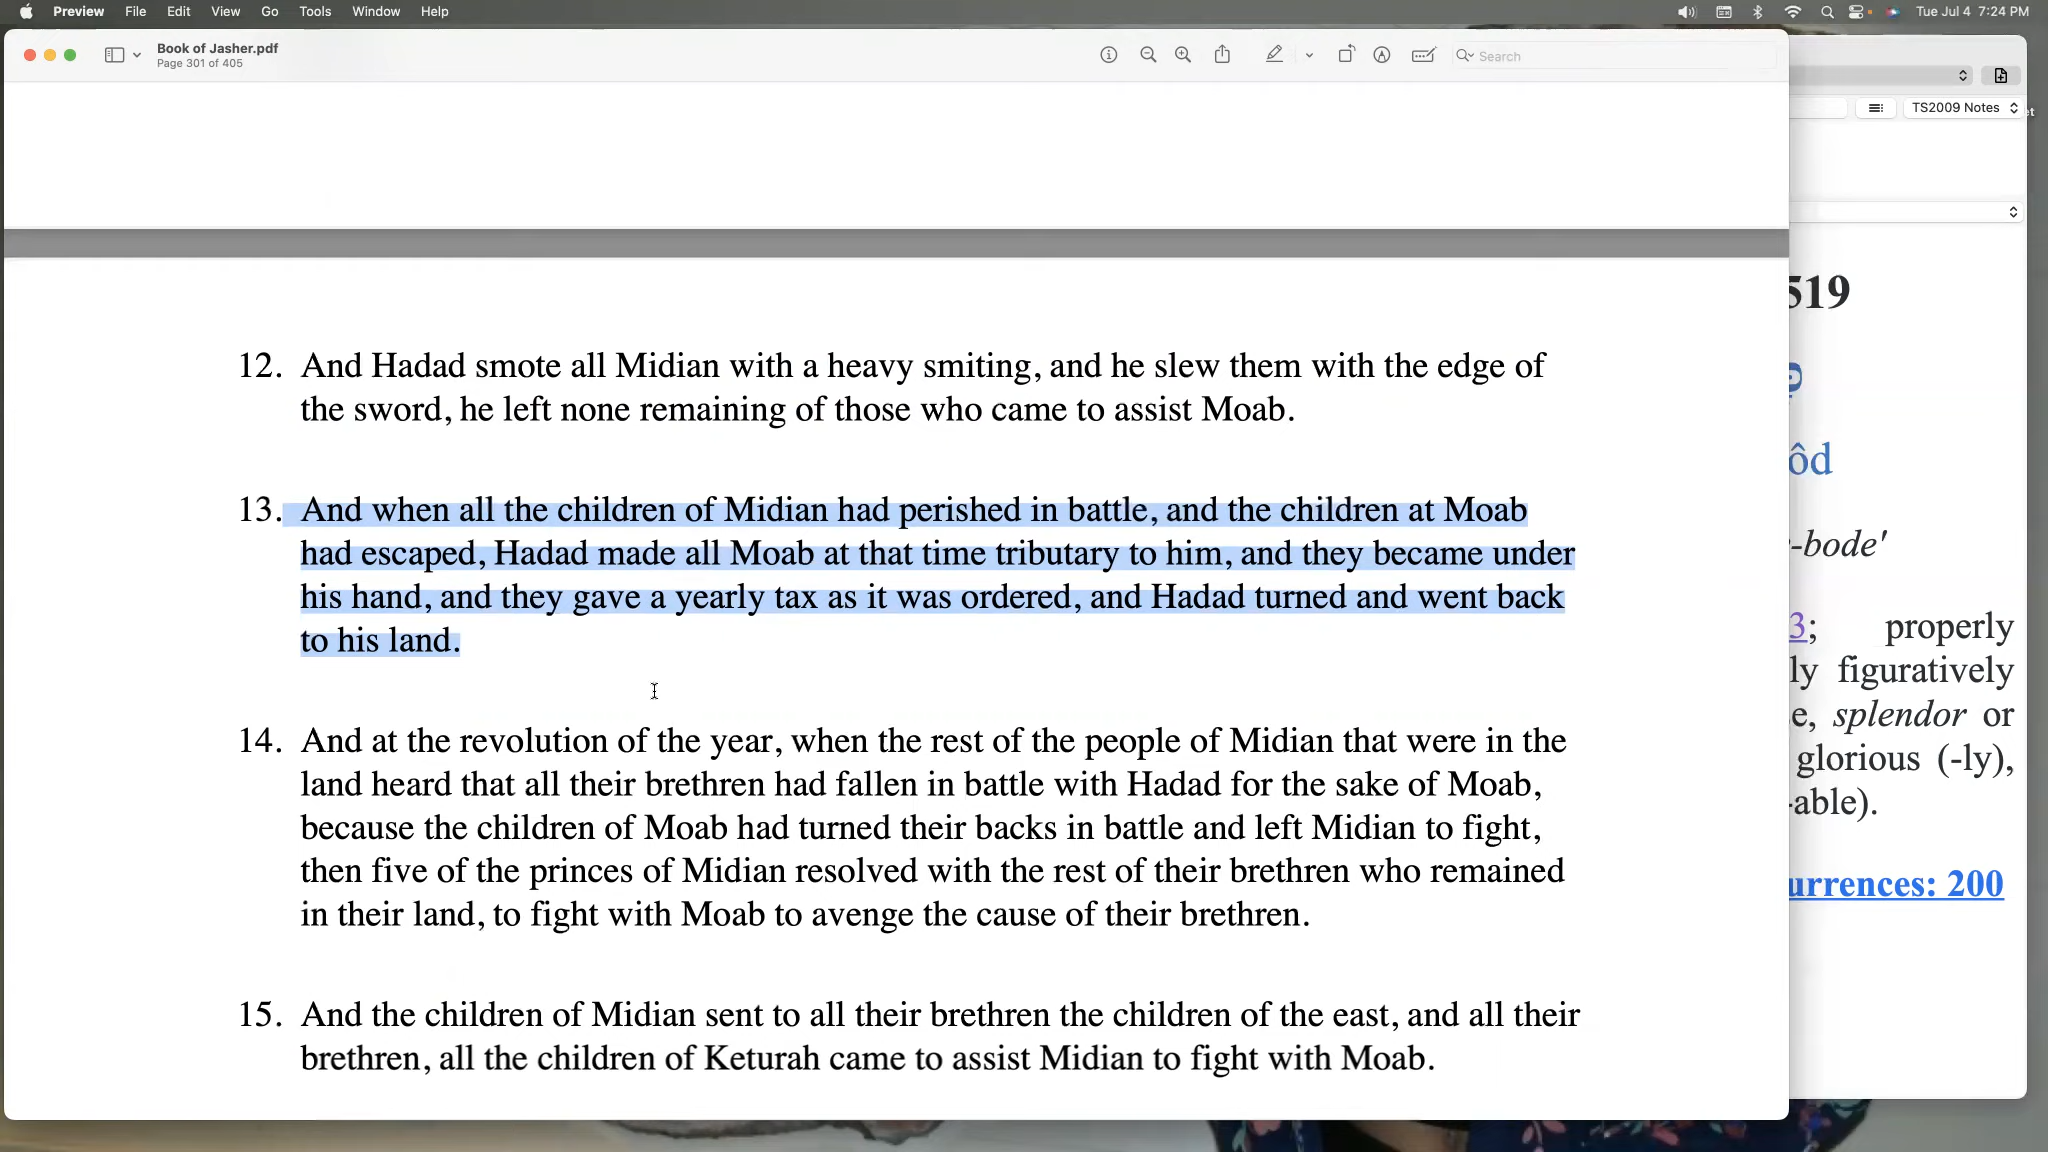 Preview File Edit View Go Tools Window Help Tue Jul 4 7:24 PM
Book of Jasher.pdf
Page 301 of 405
Search
TS2009 Notes
12. And Hadad smote all Midian with a heavy smiting, and he slew them with the edge of
the sword, he left none remaining of those who came to assist Moab.
13. And when all the children of Midian had perished in battle, and the children at Moab
had escaped, Hadad made all Moab at that time tributary to him, and they became under
his hand, and they gave a yearly tax as it was ordered, and Hadad turned and went back
to his land.
14. And at the revolution of the year, when the rest of the people of Midian that were in the
land heard that all their brethren had fallen in battle with Hadad for the sake of Moab,
because the children of Moab had turned their backs in battle and left Midian to fight,
then five of the princes of Midian resolved with the rest of their brethren who remained
in their land, to fight with Moab to avenge the cause of their brethren.
15. And the children of Midian sent to all their brethren the children of the east, and all their
brethren, all the children of Keturah came to assist Midian to fight with Moab.
519
ôd
-bode'
3; properly
ly figuratively
e, splendor or
glorious (-ly),
-able).
urrences: 200